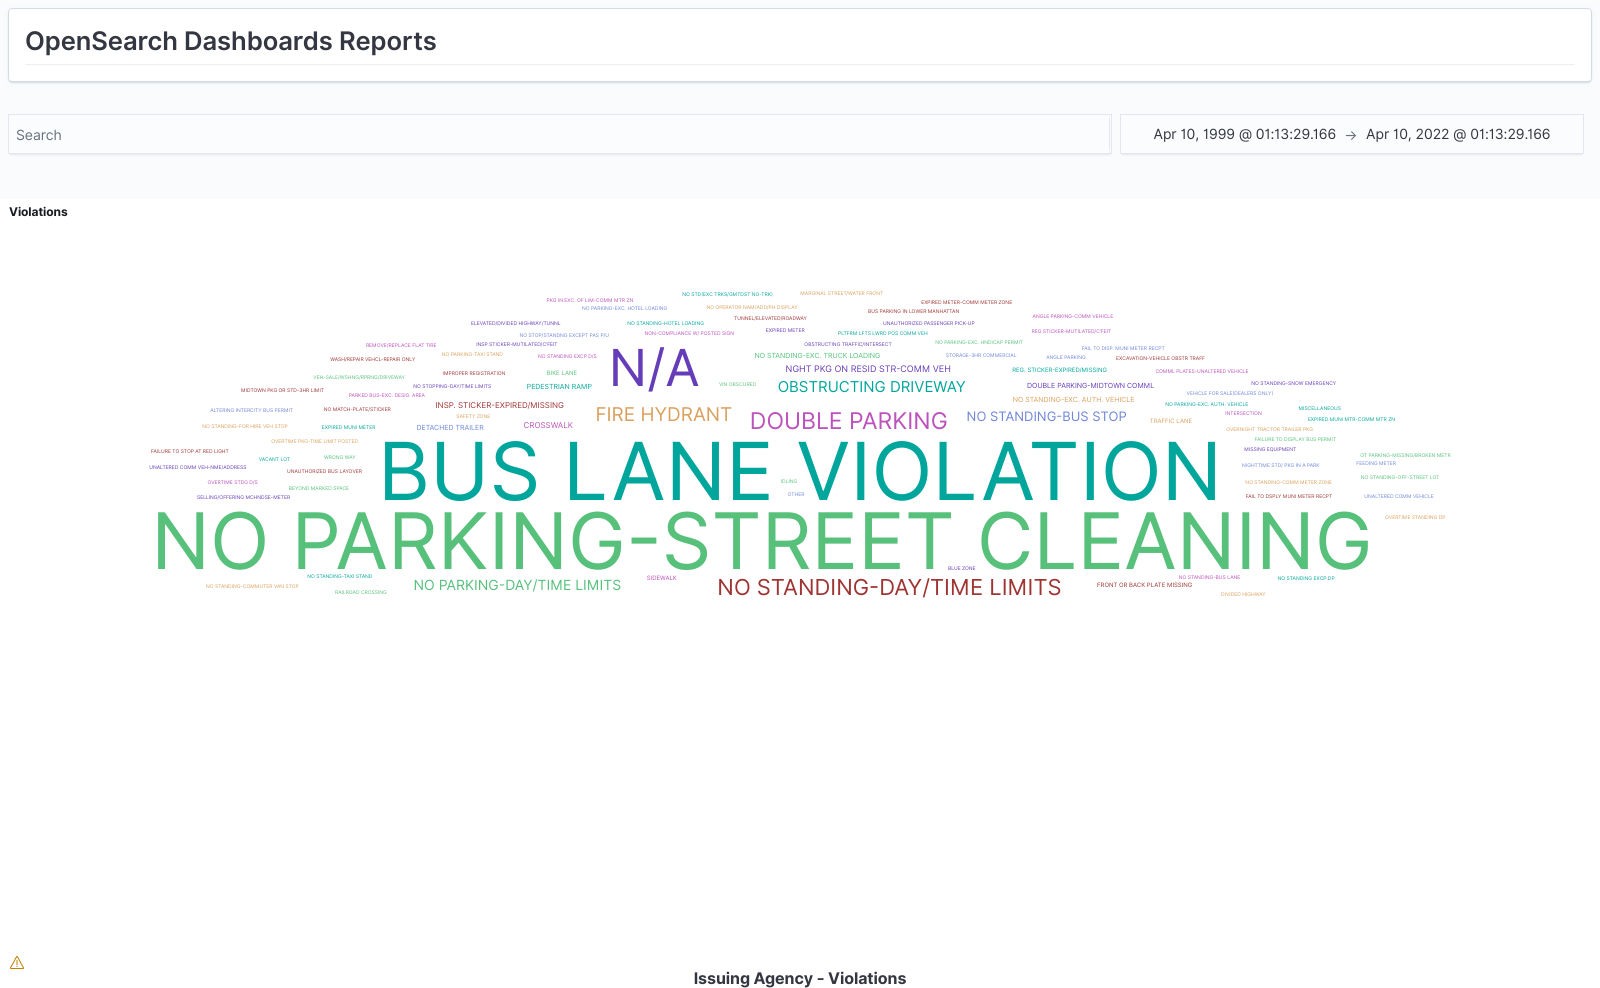 OpenSearch Dashboards Reports
Search
Apr 10, 1999 @ 01:13:29.166 → Apr 10, 2022 @ 01:13:29.166
Violations
NO STD(EXC TRKS/GMTDST NO-TRK)
MARGINAL STREET/WATER FRONT
PKG IN EXC. OF LIM-COMM MTR ZN
EXPIRED METER-COMM METER ZONE
NO PARKING-EXC. HOTEL LOADING
NO OPERATOR NAM/ADD/PH DISPLAY
BUS PARKING IN LOWER MANHATTAN
TUNNEL/ELEVATED/ROADWAY
ANGLE PARKING-COMM VEHICLE
ELEVATED/DIVIDED HIGHWAY/TUNNL
NO STANDING-HOTEL LOADING
UNAUTHORIZED PASSENGER PICK-UP
EXPIRED METER
REG STICKER-MUTILATED/C'FEIT
NO STOP/STANDNG EXCEPT PAS P/U
NON-COMPLIANCE W/ POSTED SIGN
PLTFRM LFTS LWRD POS COMM VEH
REMOVE/REPLACE FLAT TIRE
INSP STICKER-MUTILATED/C'FEIT
OBSTRUCTING TRAFFIC/INTERSECT
NO PARKING-EXC. HNDICAP PERMIT
FAIL TO DISP. MUNI METER RECPT
NO PARKING-TAXI STAND
NO STANDING EXCP D/S
NO STANDING-EXC. TRUCK LOADING
STORAGE-3HR COMMERCIAL
ANGLE PARKING
EXCAVATION-VEHICLE OBSTR TRAFF
WASH/REPAIR VEHCL-REPAIR ONLY
N/A
IMPROPER REGISTRATION
BIKE LANE
NGHT PKG ON RESID STR-COMM VEH
REG. STICKER-EXPIRED/MISSING
COMML PLATES-UNALTERED VEHICLE
VEH-SALE/WSHNG/RPRNG/DRIVEWAY
NO STOPPING-DAY/TIME LIMITS
PEDESTRIAN RAMP
VIN OBSCURED
OBSTRUCTING DRIVEWAY
DOUBLE PARKING-MIDTOWN COMML
NO STANDING-SNOW EMERGENCY
MIDTOWN PKG OR STD-3HR LIMIT
PARKED BUS-EXC. DESIG. AREA
VEHICLE FOR SALE(DEALERS ONLY)
NO STANDING-EXC. AUTH. VEHICLE
NO PARKING-EXC. AUTH. VEHICLE
ALTERING INTERCITY BUS PERMIT
NO MATCH-PLATE/STICKER
INSP. STICKER-EXPIRED/MISSING
MISCELLANEOUS
SAFETY ZONE
FIRE HYDRANT
DOUBLE PARKING
NO STANDING-BUS STOP
INTERSECTION
TRAFFIC LANE
EXPIRED MUNI MTR-COMM MTR ZN
NO STANDING-FOR HIRE VEH STOP
EXPIRED MUNI METER
DETACHED TRAILER
CROSSWALK
OVERNIGHT TRACTOR TRAILER PKG
OVERTIME PKG-TIME LIMIT POSTED
FAILURE TO DISPLAY BUS PERMIT
FAILURE TO STOP AT RED LIGHT
MISSING EQUIPMENT
VACANT LOT
WRONG WAY
OT PARKING-MISSING/BROKEN METR
UNALTERED COMM VEH-NME/ADDRESS
UNAUTHORIZED BUS LAYOVER
BUS LANE VIOLATION
NIGHTTIME STD/ PKG IN A PARK
FEEDING METER
OVERTIME STDG D/S
BEYOND MARKED SPACE
IDLING
NO STANDING-COMM METER ZONE
NO STANDING-OFF-STREET LOT
SELLING/OFFERING MCHNDSE-METER
OTHER
FAIL TO DSPLY MUNI METER RECPT
UNALTERED COMM VEHICLE
OVERTIME STANDING DP
NO PARKING-STREET CLEANING
BLUE ZONE
NO STANDING-TAXI STAND
SIDEWALK
NO STANDING-BUS LANE
NO STANDING EXCP DP
NO STANDING-COMMUTER VAN STOP
NO PARKING-DAY/TIME LIMITS
NO STANDING-DAY/TIME LIMITS
FRONT OR BACK PLATE MISSING
RAILROAD CROSSING
DIVIDED HIGHWAY
Issuing Agency - Violations